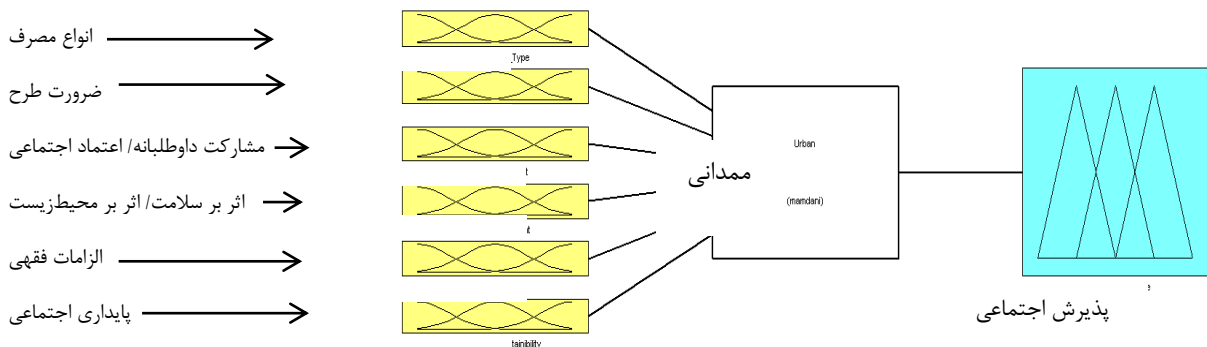 انواع مصرف
Type
ضرورت طرح
مشارکت داوطلبانه/ اعتماد اجتماعی
t
اثر بر سلامت/ اثر بر محیط‌زیست
الزامات فقهی
پایداری اجتماعی
tainibility
ممدانی
Urban
(mamdani)
پذیرش اجتماعی
e